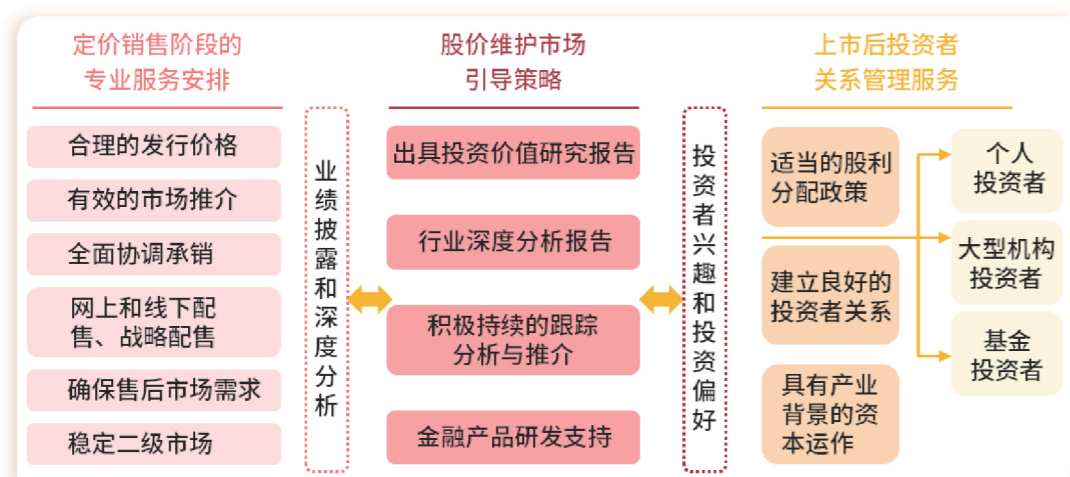 定价销售阶段的
专业服务安排
合理的发行价格
有效的市场推介
全面协调承销
网上和线下配
售、战略配售
确保售后市场需求
稳定二级市场
业绩披露和深度分析
股价维护市场
引导策略
出具投资价值研究报告
行业深度分析报告
积极持续的跟踪
分析与推介
金融产品研发支持
投资者兴趣和投资偏好
上市后投资者
关系管理服务
适当的股利
分配政策
建立良好的
投资者关系
具有产业
背景的资
本运作
个人
投资者
大型机构
投资者
基金
投资者